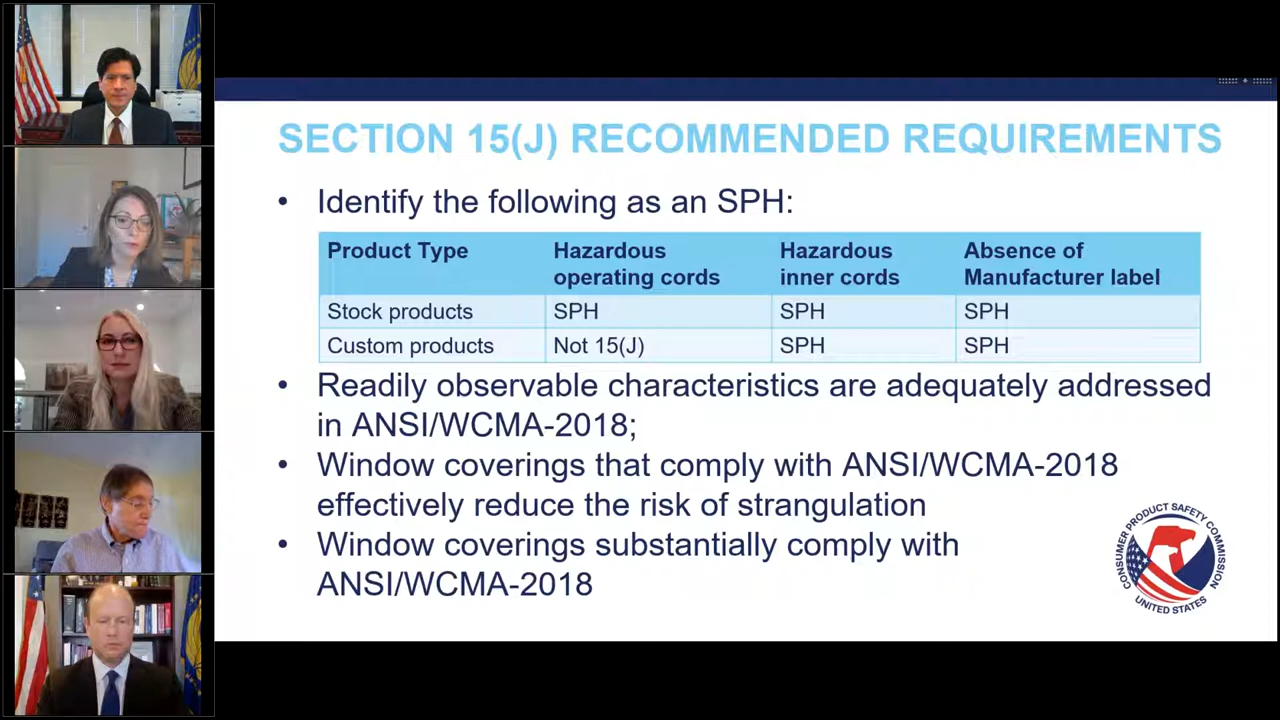 SECTION 15(J) RECOMMENDED REQUIREMENTS
• Identify the following as an SPH:
Product Type Hazardous operating cords Hazardous inner cords Absence of Manufacturer label
Stock products SPH SPH SPH
Custom products Not 15(J) SPH SPH
• Readily observable characteristics are adequately addressed
in ANSI/WCMA-2018;
• Window coverings that comply with ANSI/WCMA-2018
effectively reduce the risk of strangulation
• Window coverings substantially comply with
ANSI/WCMA-2018
CONSUMER PRODUCT SAFETY COMMISSION
UNITED STATES